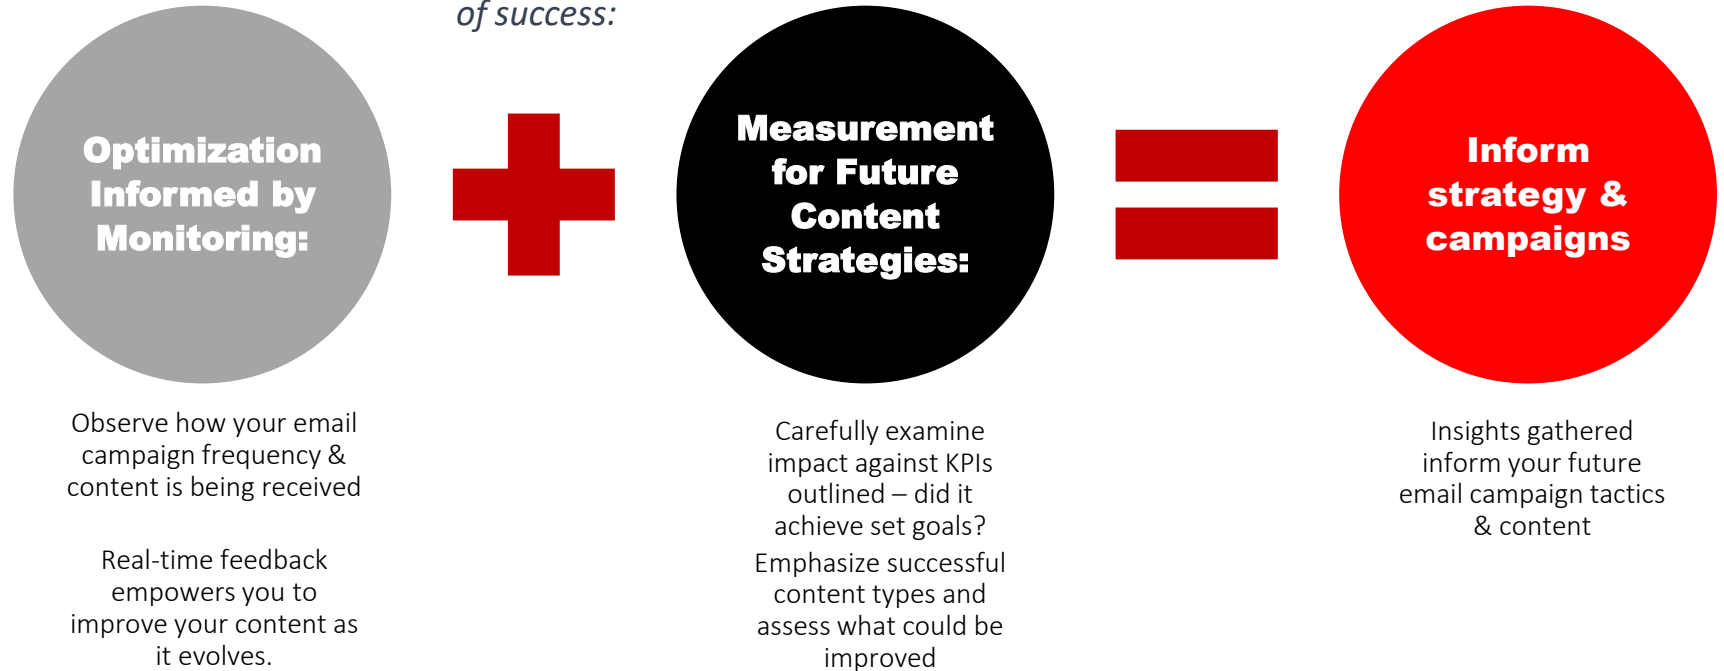 of success:
Optimization
Informed by
Monitoring:
Observe how your email
campaign frequency &
content is being received
Real-time feedback
empowers you to
improve your content as
it evolves.
Measurement
for Future
Content
Strategies:
Carefully examine
impact against KPIs
outlined – did it
achieve set goals?
Emphasize successful
content types and
assess what could be
improved
Inform
strategy &
campaigns
Insights gathered
inform your future
email campaign tactics
& content